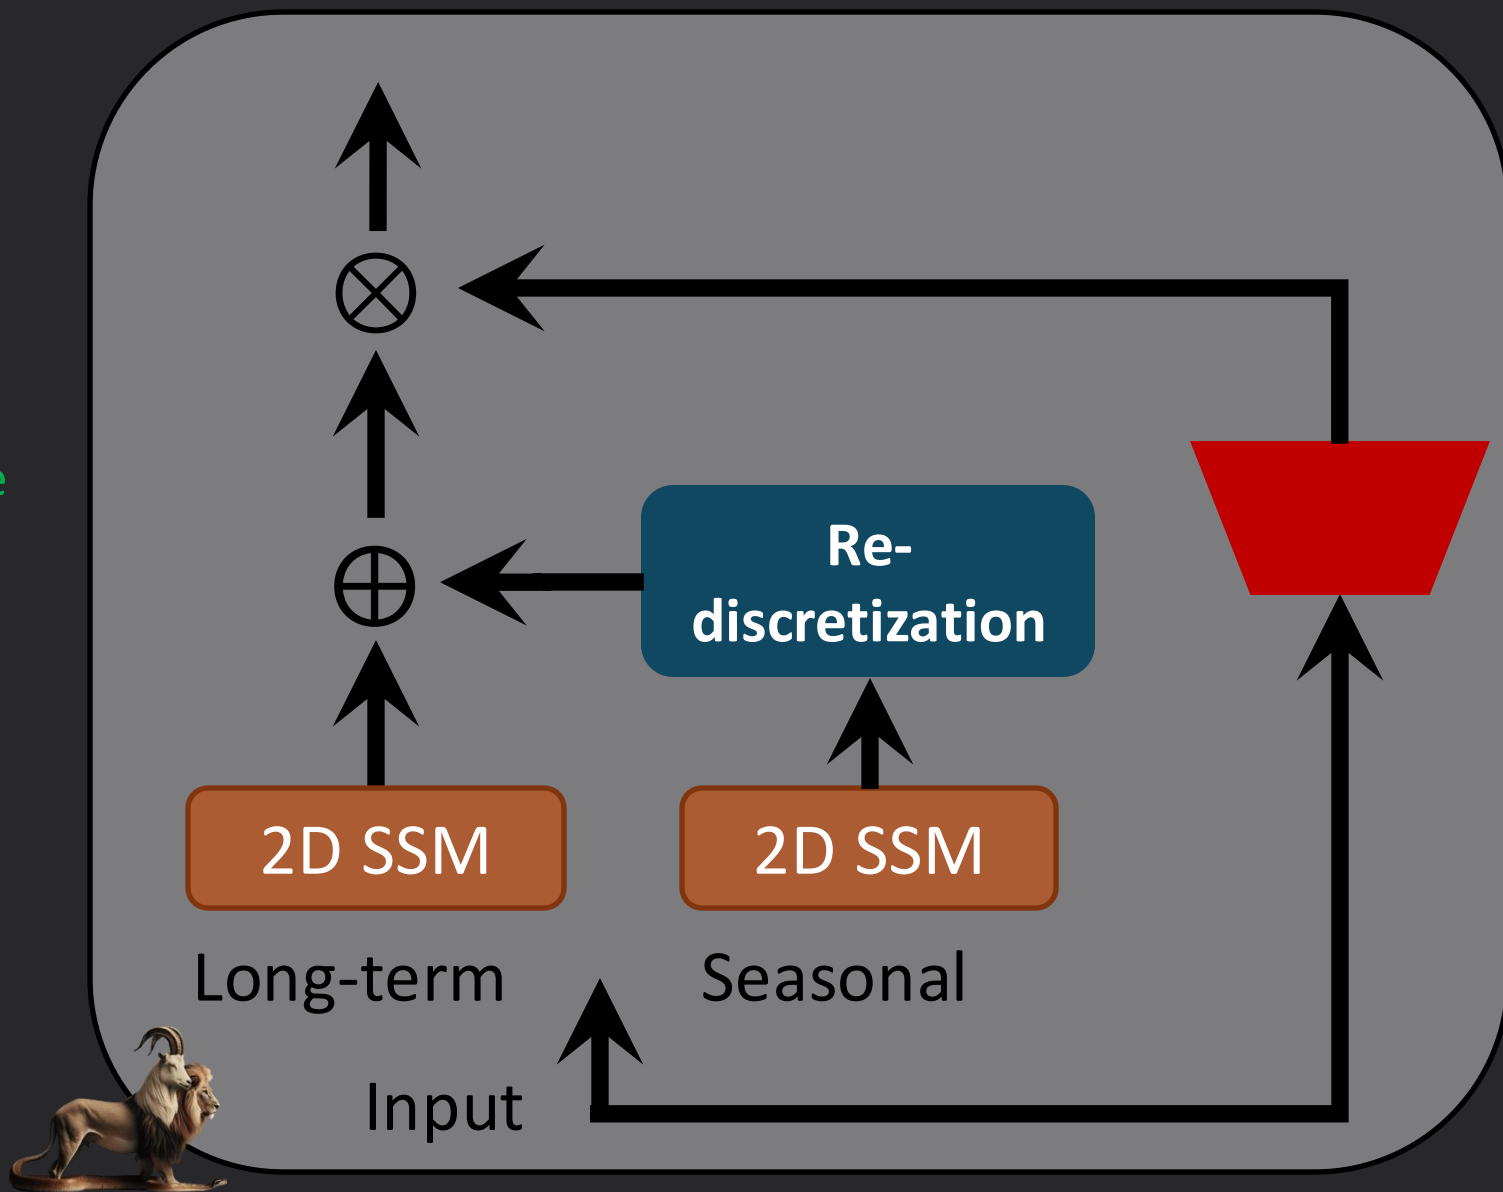 Re-
discretization
2D SSM
2D SSM
Long-term
Seasonal
Input